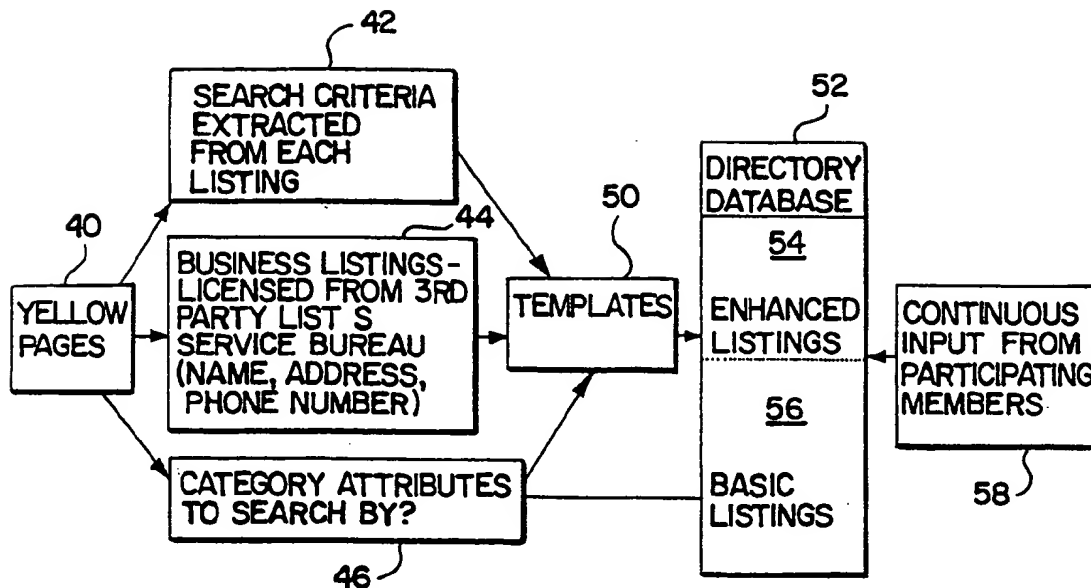 42
SEARCH CRITERIA
EXTRACTED
FROM EACH
LISTING
40
YELLOW
PAGES
44
BUSINESS LISTINGS-
LICENSED FROM 3RD
PARTY LIST S
SERVICE BUREAU
(NAME, ADDRESS,
PHONE NUMBER)
CATEGORY ATTRIBUTES
TO SEARCH BY?
46
50
TEMPLATES
52
DIRECTORY
DATABASE
54
ENHANCED
LISTINGS
56
BASIC
LISTINGS
CONTINUOUS
INPUT FROM
PARTICIPATING
MEMBERS
58